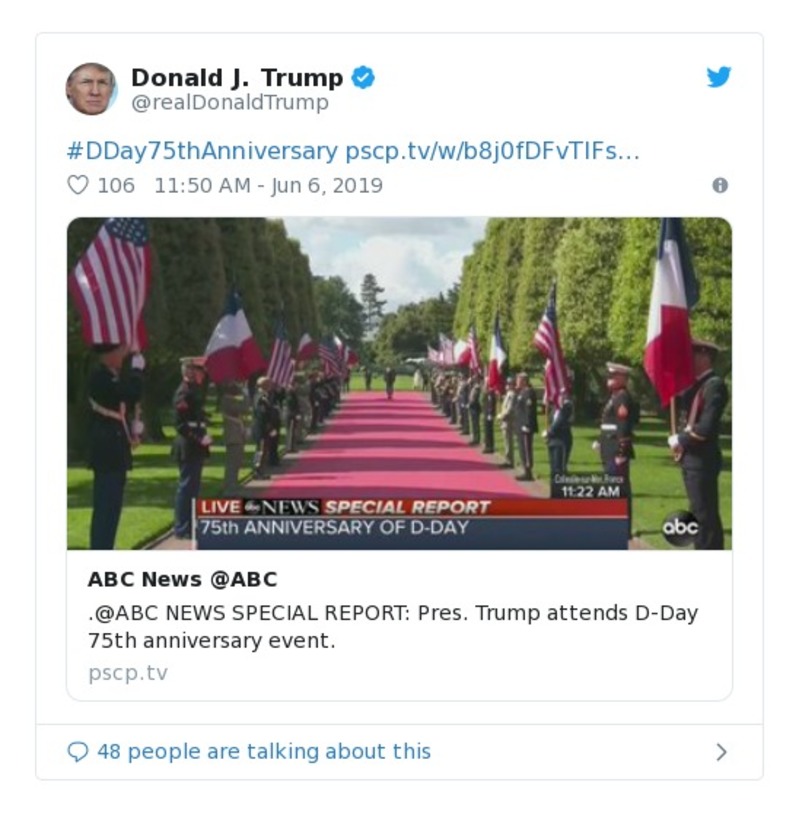 Donald J. Trump
@realDonaldTrump
#DDay75thAnniversary pscp.tv/w/b8j0fDFvTIFs…
106 11:50 AM - Jun 6, 2019
11:22 AM
LIVE abc NEWS SPECIAL REPORT
75th ANNIVERSARY OF D-DAY
abc
ABC News @ABC
.@ABC NEWS SPECIAL REPORT: Pres. Trump attends D-Day
75th anniversary event.
pscp.tv
48 people are talking about this